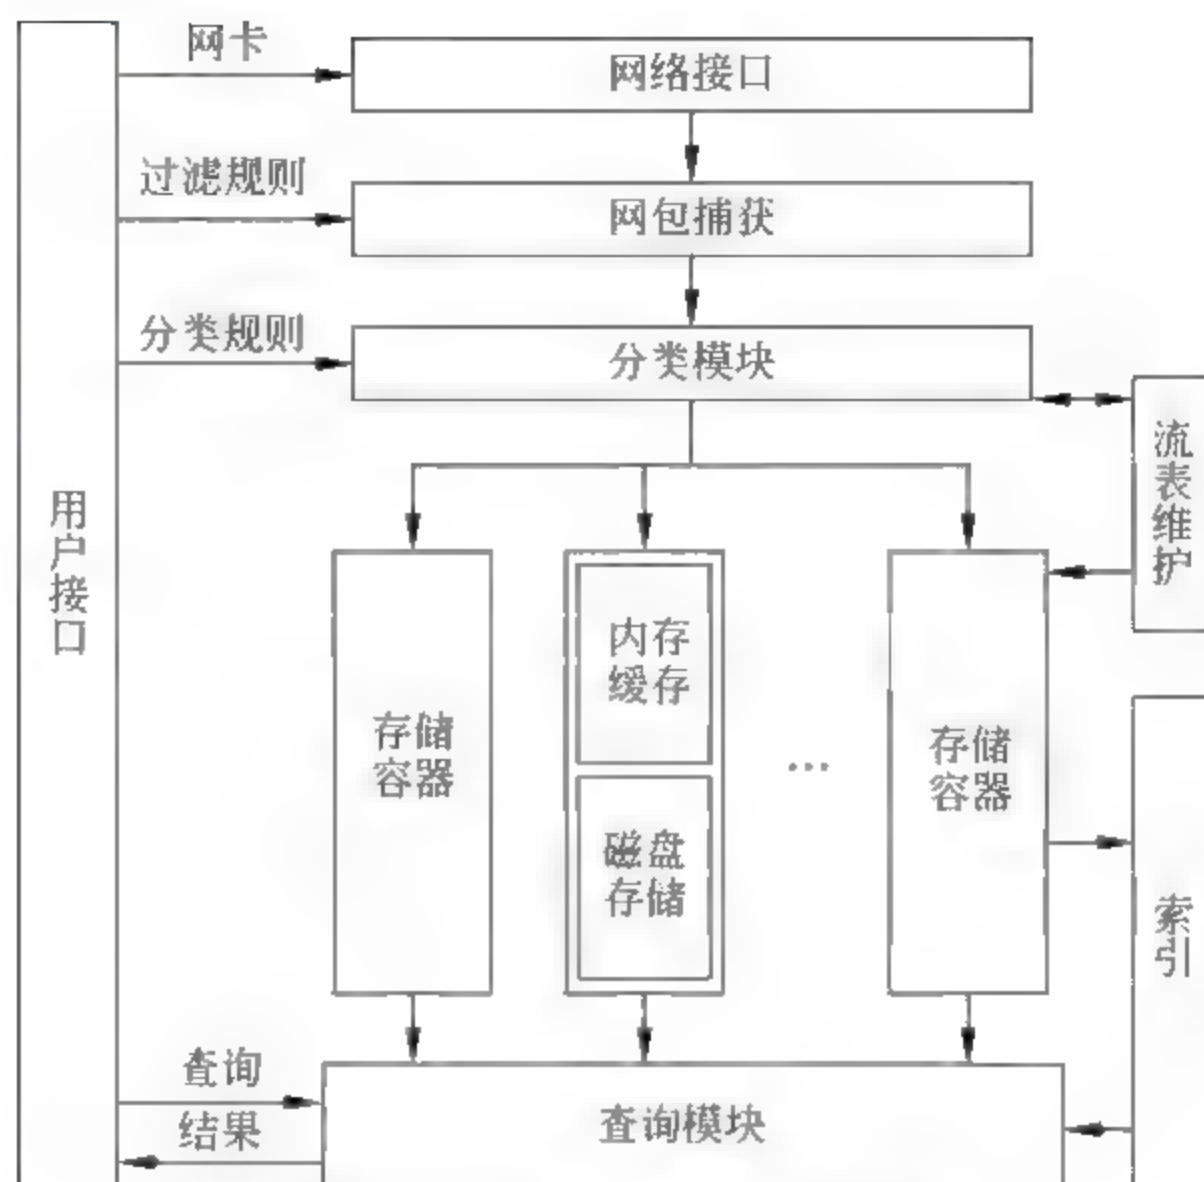 网卡
网络接口
过滤规则
网包捕获
分类规则
分类模块
流表维护
用户接口
内存
缓存
存储
容器
…
存储
容器
磁盘
存储
索引
查询
结果
查询模块